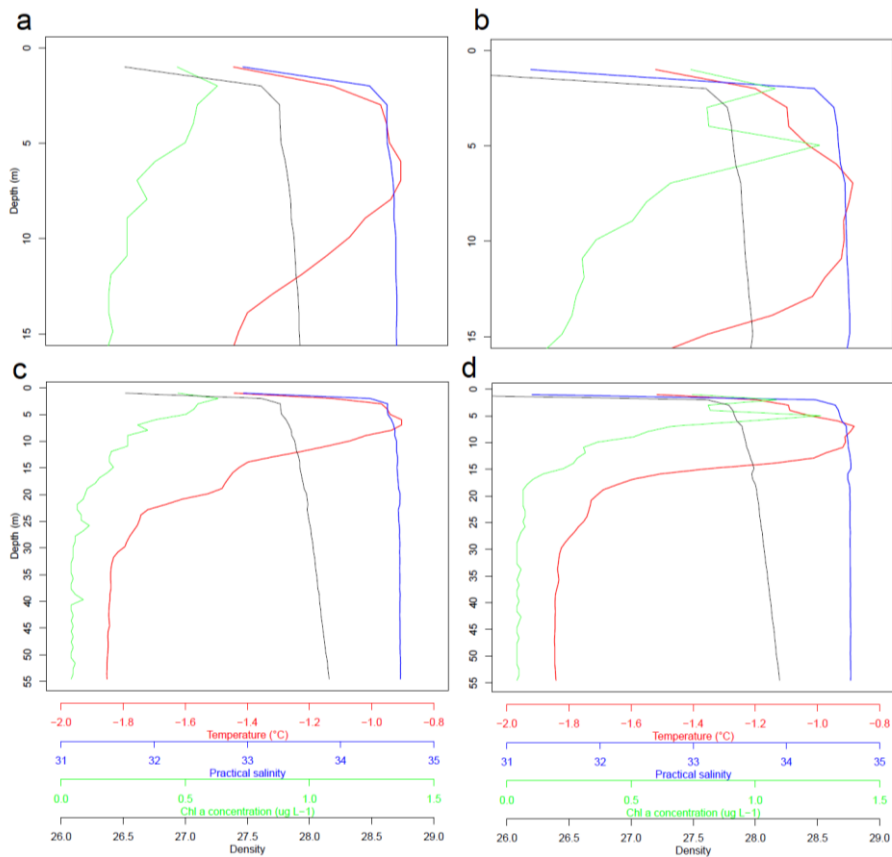 a
b
0
5
10
15
Depth (m)
0
5
10
15
c
d
0
5
10
15
20
25
30
35
40
45
50
55
Depth (m)
0
5
10
15
20
25
30
35
40
45
50
55
−2.0 −1.8 −1.6 −1.4 −1.2 −1.0 −0.8
Temperature (°C)
31 32 33 34 35
Practical salinity
0.0 0.5 1.0 1.5
Chl a concentration (ug L−1)
26.0 26.5 27.0 27.5 28.0 28.5 29.0
Density
−2.0 −1.8 −1.6 −1.4 −1.2 −1.0 −0.8
Temperature (°C)
31 32 33 34 35
Practical salinity
0.0 0.5 1.0 1.5
Chl a concentration (ug L−1)
26.0 26.5 27.0 27.5 28.0 28.5 29.0
Density